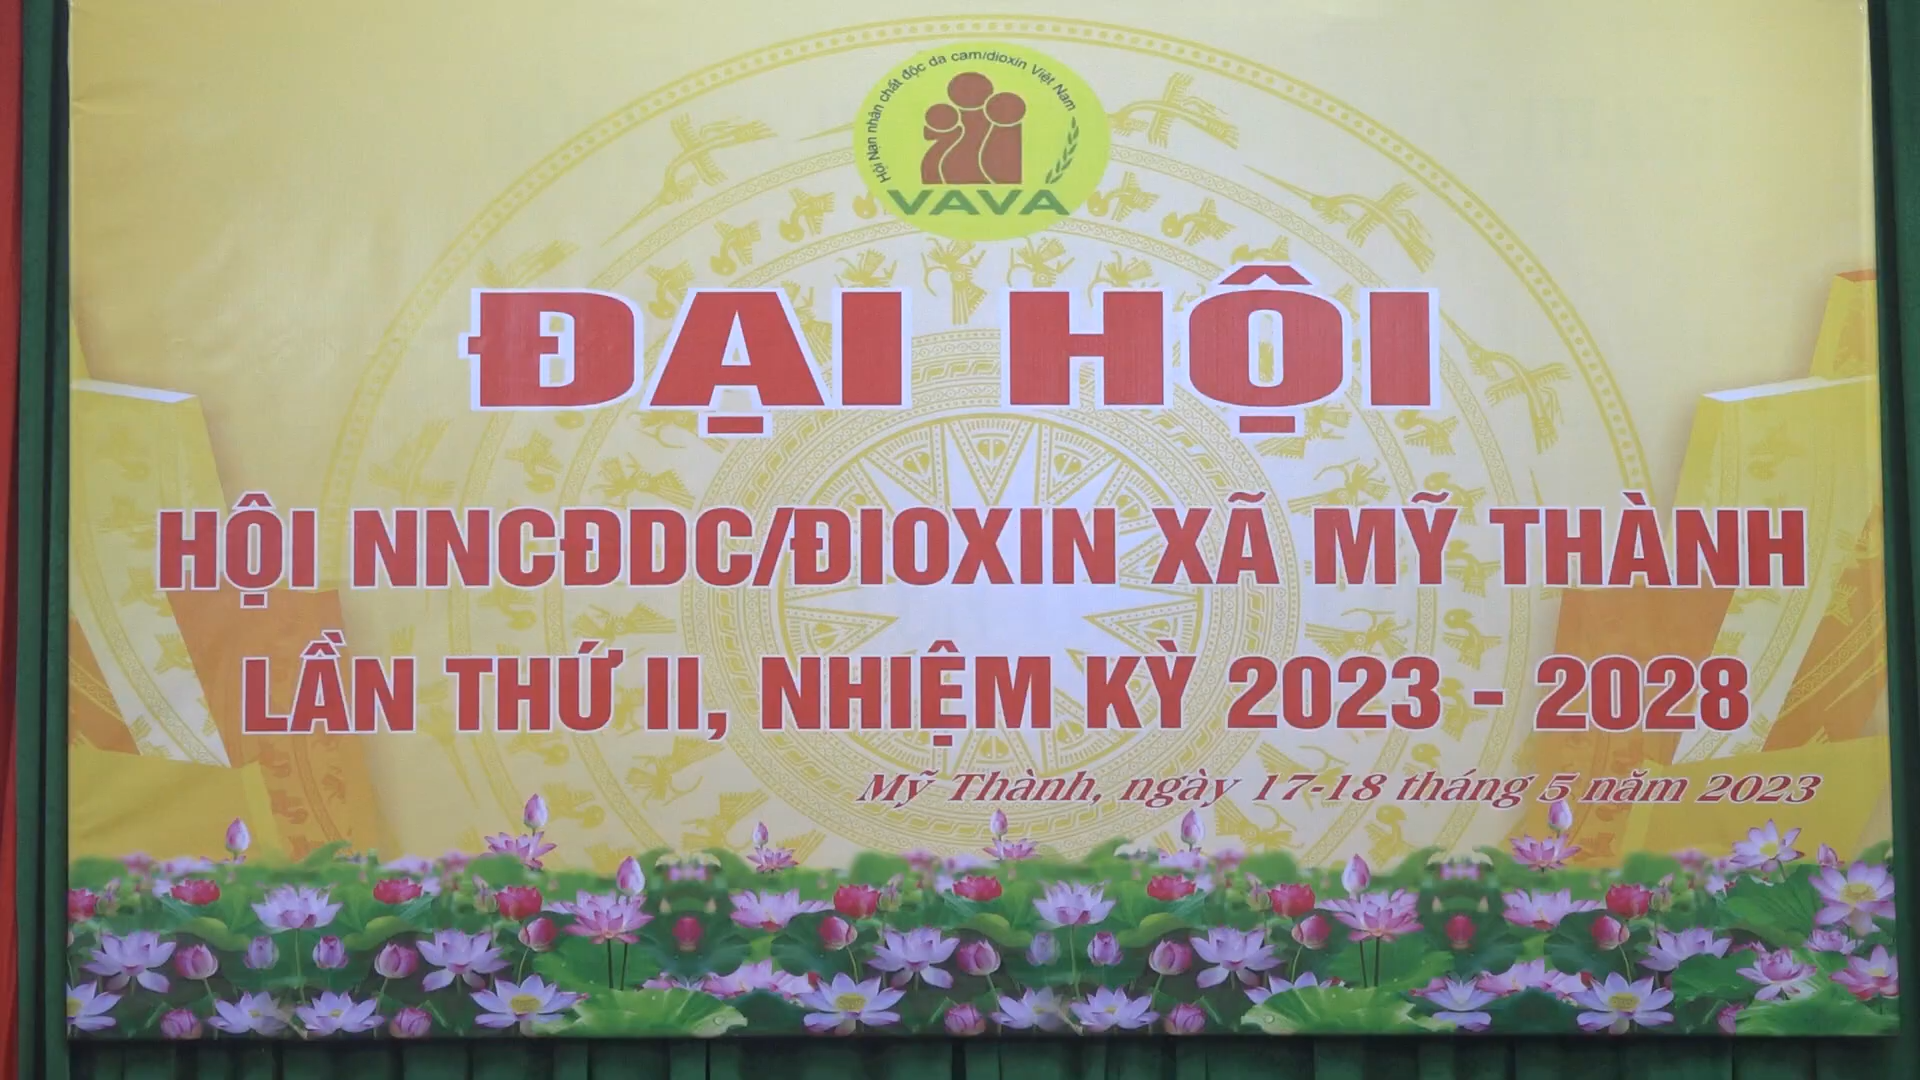 Hội Nạn nhân chất độc da cam/dioxin Việt Nam
VAVA
ĐẠI HỘI
HỘI NNCĐDC/ĐIOXIN XÃ MỸ THÀNH
LẦN THỨ II, NHIỆM KỲ 2023 - 2028
Mỹ Thành, ngày 17-18 tháng 5 năm 2023